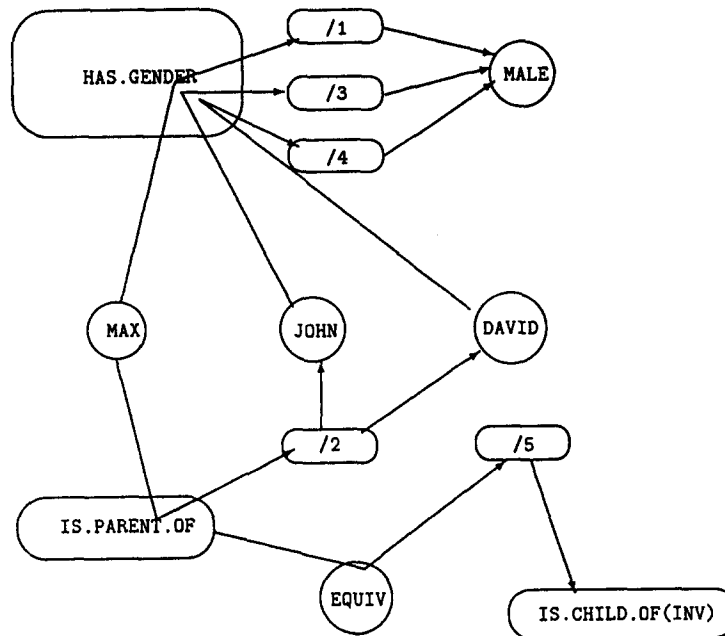 /1
HAS.GENDER
MALE
/3
/4
MAX
JOHN
DAVID
/2
/5
IS.PARENT.OF
EQUIV
IS.CHILD.OF(INV)